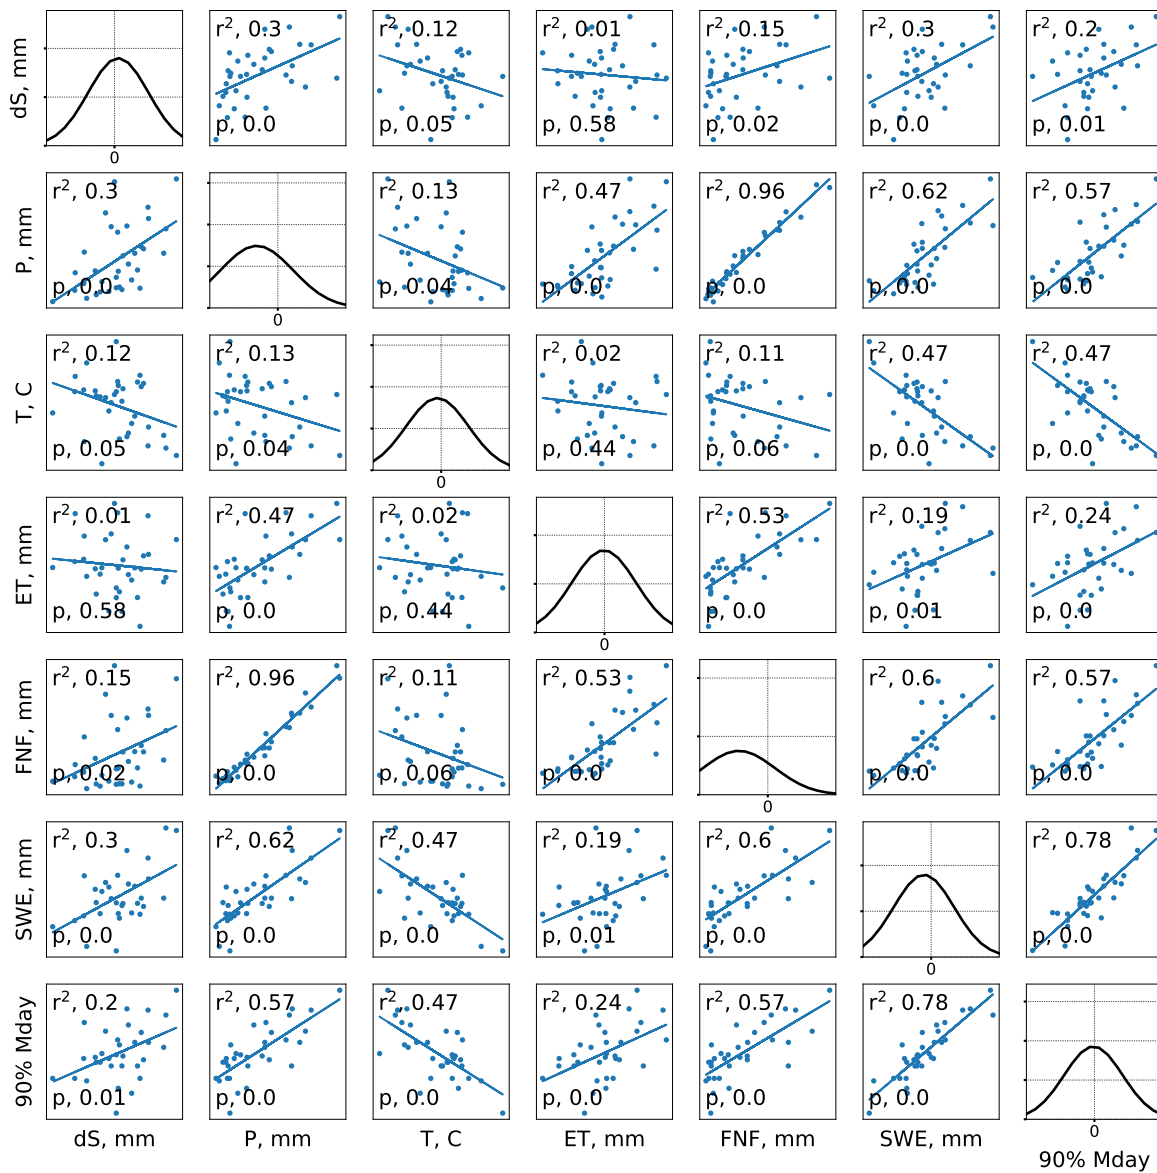 dS, mm
r², 0.3
r², 0.12
r², 0.01
r², 0.15
r², 0.3
r², 0.2
p, 0.0
p, 0.05
p, 0.58
p, 0.02
p, 0.0
p, 0.01
0
P, mm
r², 0.3
r², 0.13
r², 0.47
r², 0.96
r², 0.62
r², 0.57
p, 0.0
p, 0.04
p, 0.0
p, 0.0
p, 0.0
p, 0.0
0
T, C
r², 0.12
r², 0.13
r², 0.02
r², 0.11
r², 0.47
r², 0.47
p, 0.05
p, 0.04
p, 0.44
p, 0.06
p, 0.0
p, 0.0
0
ET, mm
r², 0.01
r², 0.47
r², 0.02
r², 0.53
r², 0.19
r², 0.24
p, 0.58
p, 0.0
p, 0.44
p, 0.0
p, 0.01
p, 0.0
0
FNF, mm
r², 0.15
r², 0.96
r², 0.11
r², 0.53
r², 0.6
r², 0.57
p, 0.02
p, 0.0
p, 0.06
p, 0.0
p, 0.0
p, 0.0
0
SWE, mm
r², 0.3
r², 0.62
r², 0.47
r², 0.19
r², 0.6
r², 0.78
p, 0.0
p, 0.0
p, 0.0
p, 0.01
p, 0.0
p, 0.0
0
90% Mday
r², 0.2
r², 0.57
r², 0.47
r², 0.24
r², 0.57
r², 0.78
p, 0.01
p, 0.0
p, 0.0
p, 0.0
p, 0.0
p, 0.0
0
dS, mm
P, mm
T, C
ET, mm
FNF, mm
SWE, mm
90% Mday